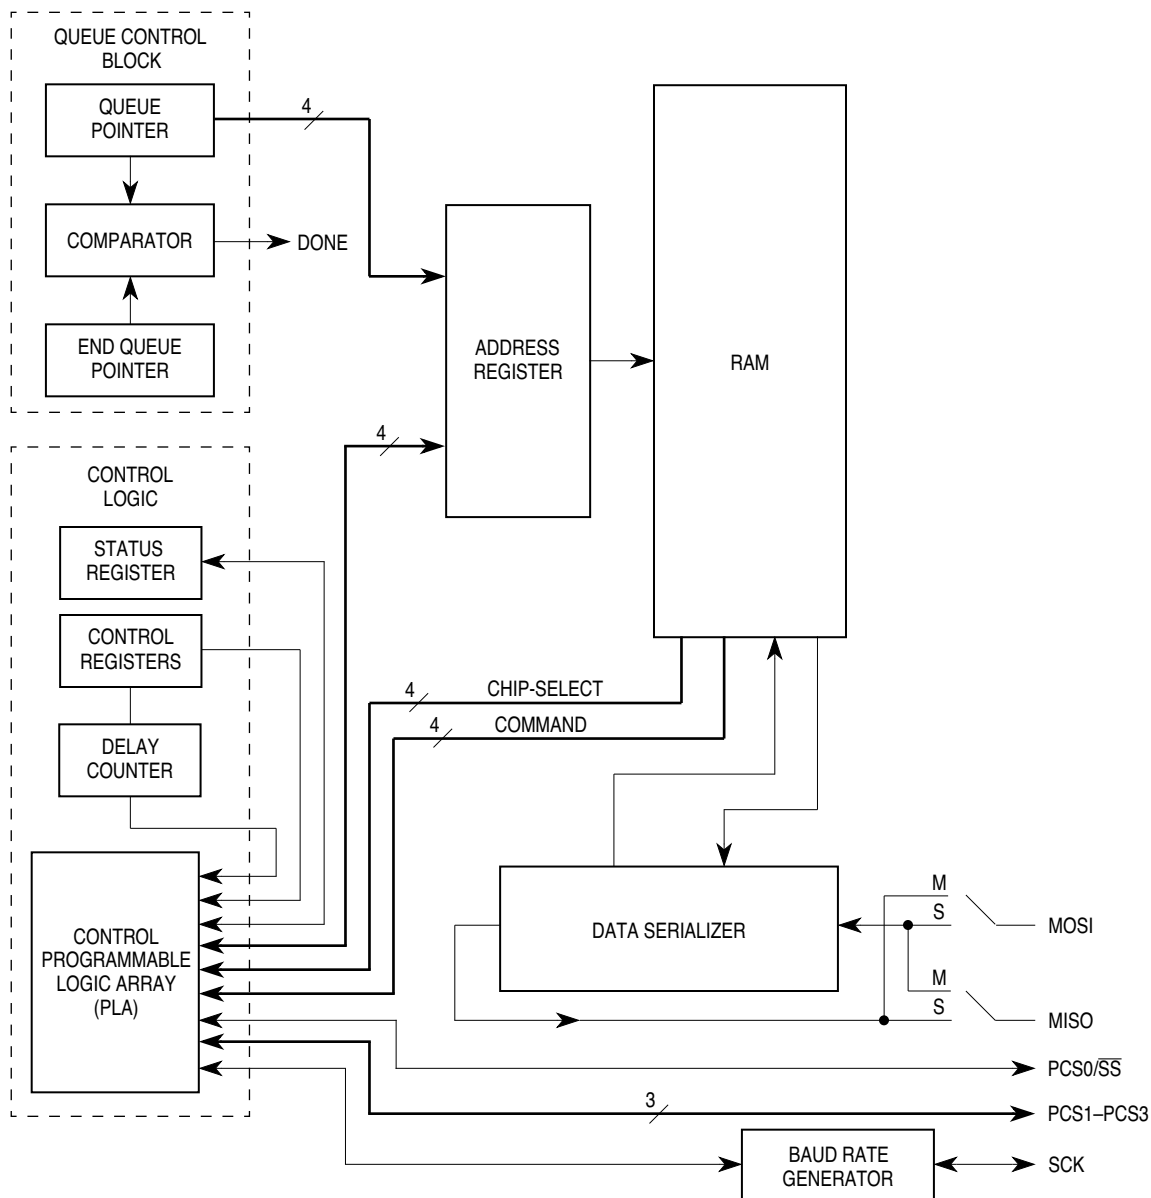 QUEUE CONTROL
BLOCK
QUEUE
POINTER
4
COMPARATOR
DONE
END QUEUE
POINTER
ADDRESS
REGISTER
RAM
4
CONTROL
LOGIC
STATUS
REGISTER
CONTROL
REGISTERS
4
CHIP-SELECT
4
COMMAND
DELAY
COUNTER
CONTROL
PROGRAMMABLE
LOGIC ARRAY
(PLA)
DATA SERIALIZER
M
S
MOSI
M
S
MISO
PCS0/S̅S̅
3
PCS1–PCS3
BAUD RATE
GENERATOR
SCK